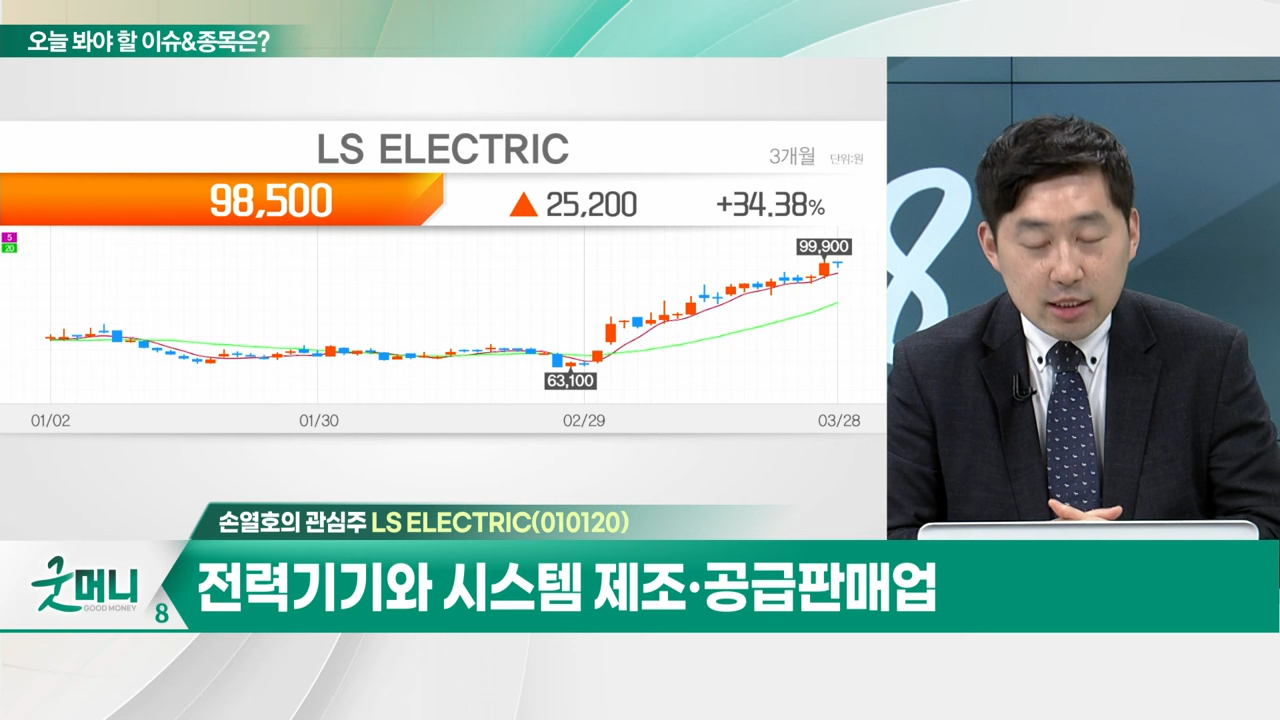 오늘 봐야 할 이슈&종목은?
LS ELECTRIC
3개월 단위:원
98,500 ▲ 25,200 +34.38%
5
20
99,900
63,100
01/02 01/30 02/29 03/28
8
손열호의 관심주 LS ELECTRIC(010120)
전력기기와 시스템 제조·공급판매업
굿머니
GOOD MONEY
8